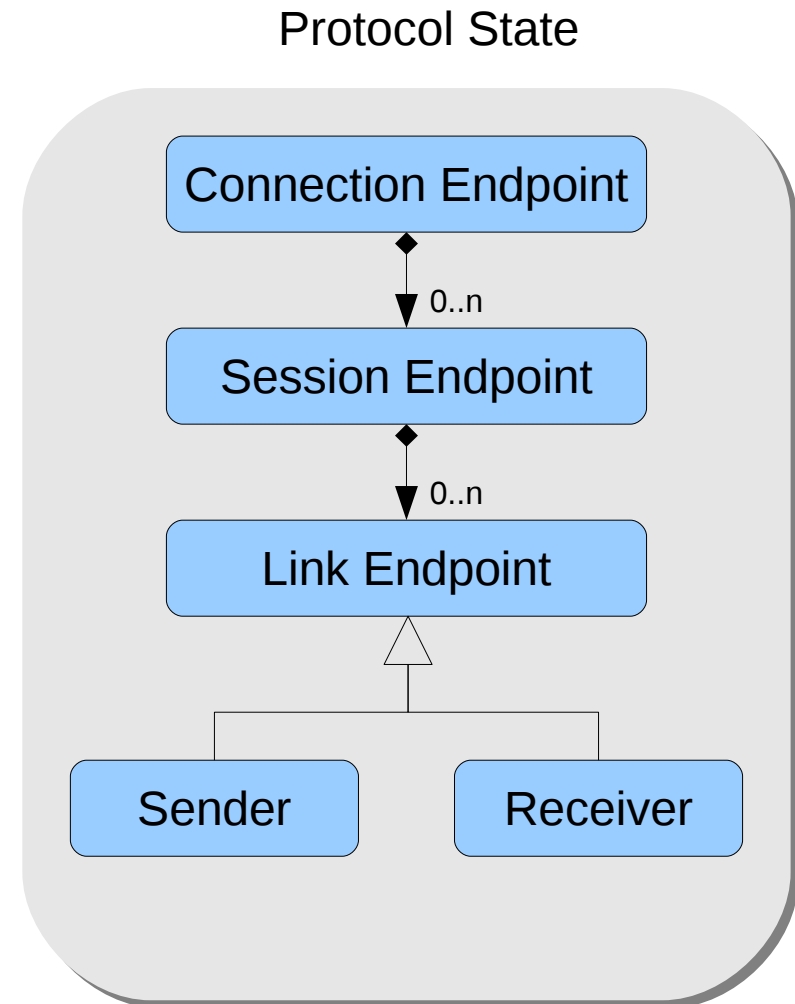 Protocol State
Connection Endpoint
0..n
Session Endpoint
0..n
Link Endpoint
Sender
Receiver